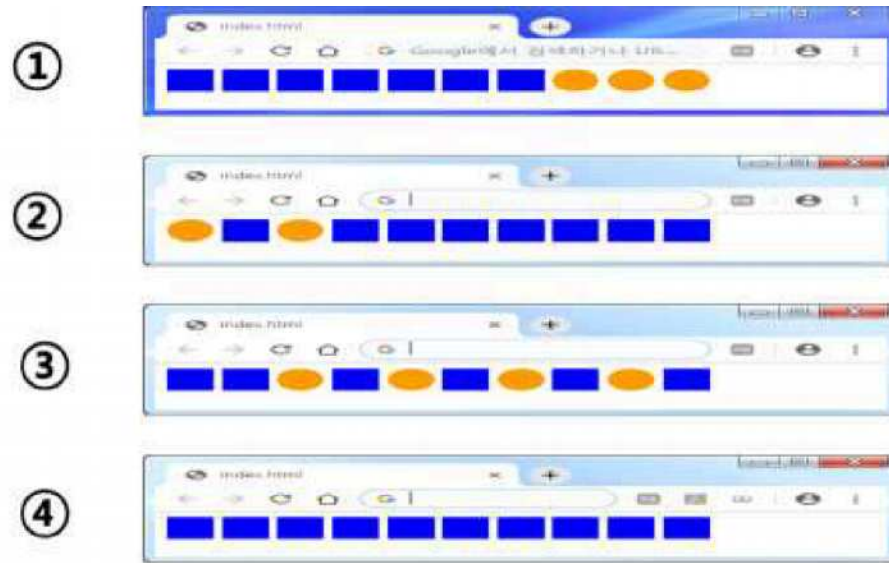 ①
index.html
Google에서 검색하거나 UR...
②
index.html
③
index.html
④
index.html